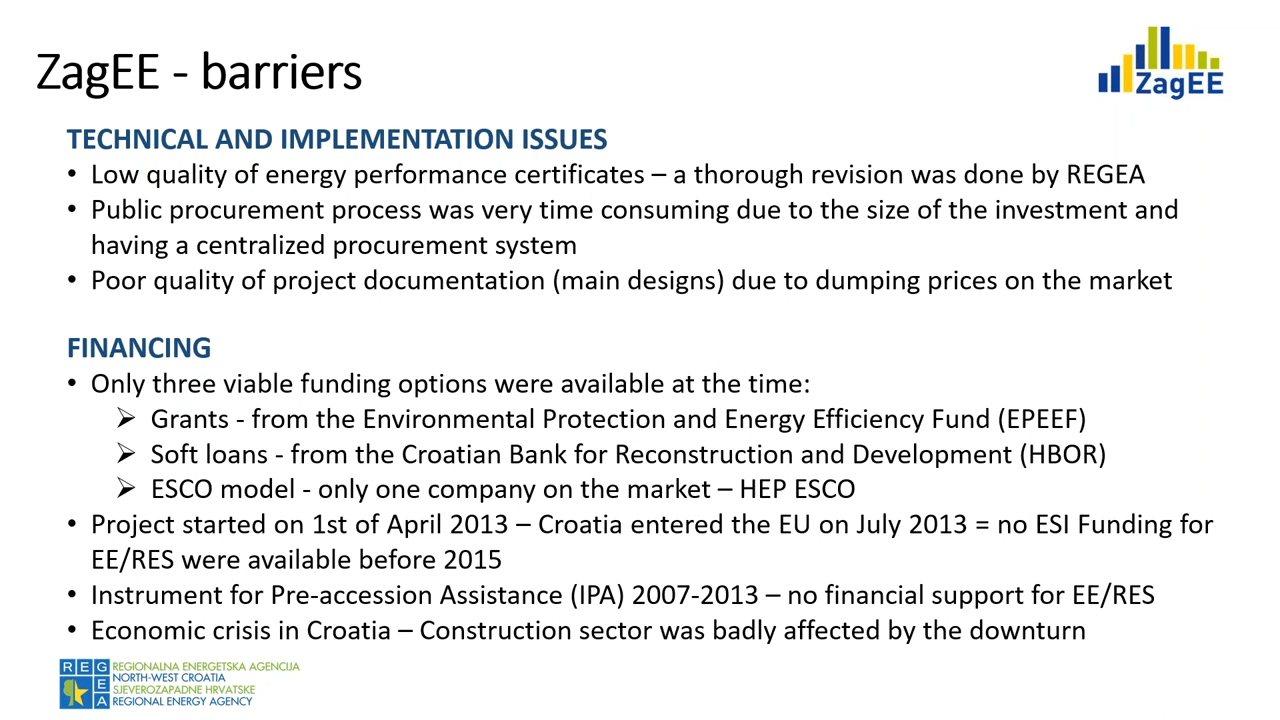 ZagEE - barriers
ZagEE
TECHNICAL AND IMPLEMENTATION ISSUES
• Low quality of energy performance certificates – a thorough revision was done by REGEA
• Public procurement process was very time consuming due to the size of the investment and
having a centralized procurement system
• Poor quality of project documentation (main designs) due to dumping prices on the market
FINANCING
• Only three viable funding options were available at the time:
➢ Grants - from the Environmental Protection and Energy Efficiency Fund (EPEEF)
➢ Soft loans - from the Croatian Bank for Reconstruction and Development (HBOR)
➢ ESCO model - only one company on the market – HEP ESCO
• Project started on 1st of April 2013 – Croatia entered the EU on July 2013 = no ESI Funding for
EE/RES were available before 2015
• Instrument for Pre-accession Assistance (IPA) 2007-2013 – no financial support for EE/RES
• Economic crisis in Croatia – Construction sector was badly affected by the downturn
REGEA
REGIONALNA ENERGETSKA AGENCIJA
NORTH-WEST CROATIA
SJEVEROZAPADNE HRVATSKE
REGIONAL ENERGY AGENCY